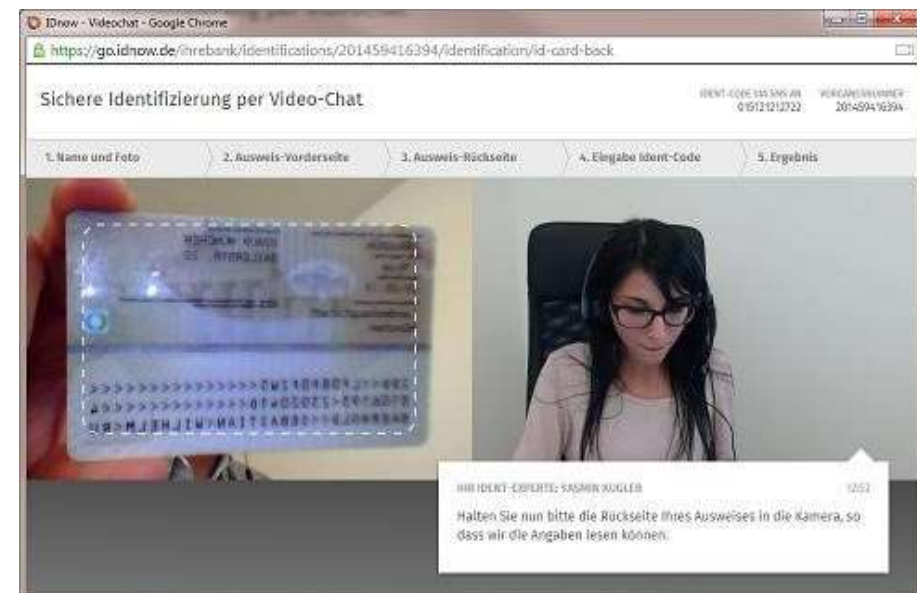 IDnow - Videochat - Google Chrome
https://go.idnow.de/ihrebank/identifications/201459416394/identification/id-card-back
Sichere Identifizierung per Video-Chat
IDENT-CODE VIA SMS AN
015121212722
VORGANGSNUMMER
201459416394
1. Name und Foto
2. Ausweis-Vorderseite
3. Ausweis-Rückseite
4. Eingabe Ident-Code
5. Ergebnis
IHR IDENT-EXPERTE: YASMIN KUGLER
12:52
Halten Sie nun bitte die Rückseite Ihres Ausweises in die Kamera, so
dass wir die Angaben lesen können.